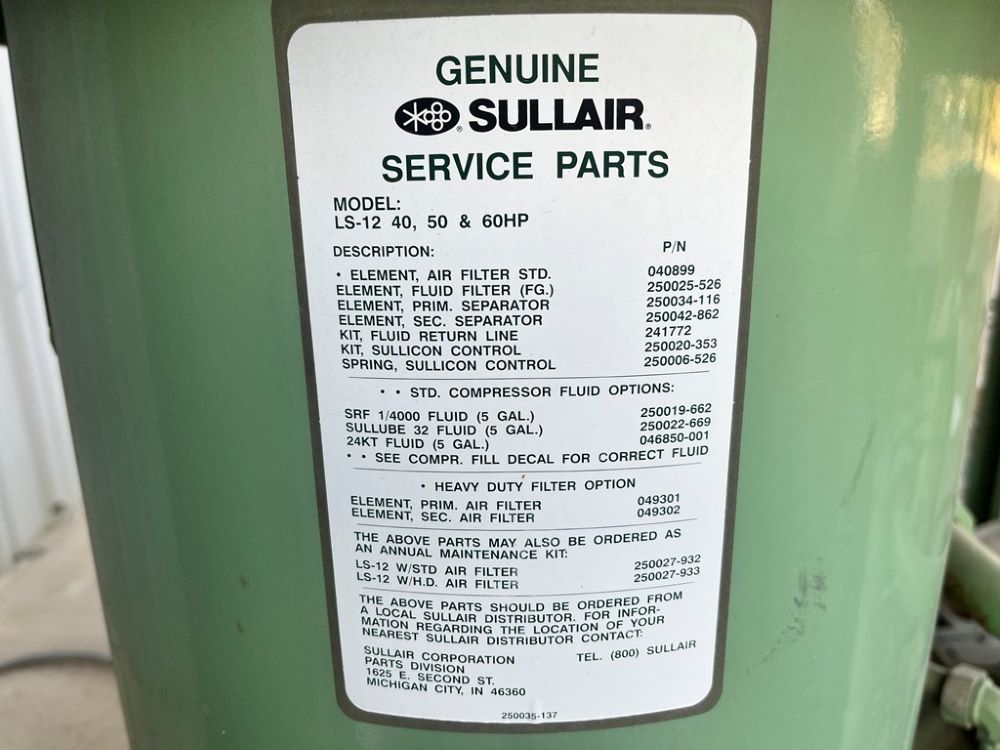 GENUINE
SULLAIR®
SERVICE PARTS
MODEL:
LS-12 40, 50 & 60HP
DESCRIPTION: P/N
• ELEMENT, AIR FILTER STD. 040899
ELEMENT, FLUID FILTER (FG.) 250025-526
ELEMENT, PRIM. SEPARATOR 250034-116
ELEMENT, SEC. SEPARATOR 250042-862
KIT, FLUID RETURN LINE 241772
KIT, SULLICON CONTROL 250020-353
SPRING, SULLICON CONTROL 250006-526
• • STD. COMPRESSOR FLUID OPTIONS:
SRF 1/4000 FLUID (5 GAL.) 250019-662
SULLUBE 32 FLUID (5 GAL.) 250022-669
24KT FLUID (5 GAL.) 046850-001
• • SEE COMPR. FILL DECAL FOR CORRECT FLUID
• HEAVY DUTY FILTER OPTION
ELEMENT, PRIM. AIR FILTER 049301
ELEMENT, SEC. AIR FILTER 049302
THE ABOVE PARTS MAY ALSO BE ORDERED AS
AN ANNUAL MAINTENANCE KIT:
LS-12 W/STD AIR FILTER 250027-932
LS-12 W/H.D. AIR FILTER 250027-933
THE ABOVE PARTS SHOULD BE ORDERED FROM
A LOCAL SULLAIR DISTRIBUTOR. FOR INFOR-
MATION REGARDING THE LOCATION OF YOUR
NEAREST SULLAIR DISTRIBUTOR CONTACT:
SULLAIR CORPORATION TEL. (800) SULLAIR
PARTS DIVISION
1625 E. SECOND ST.
MICHIGAN CITY, IN 46360
250035-137